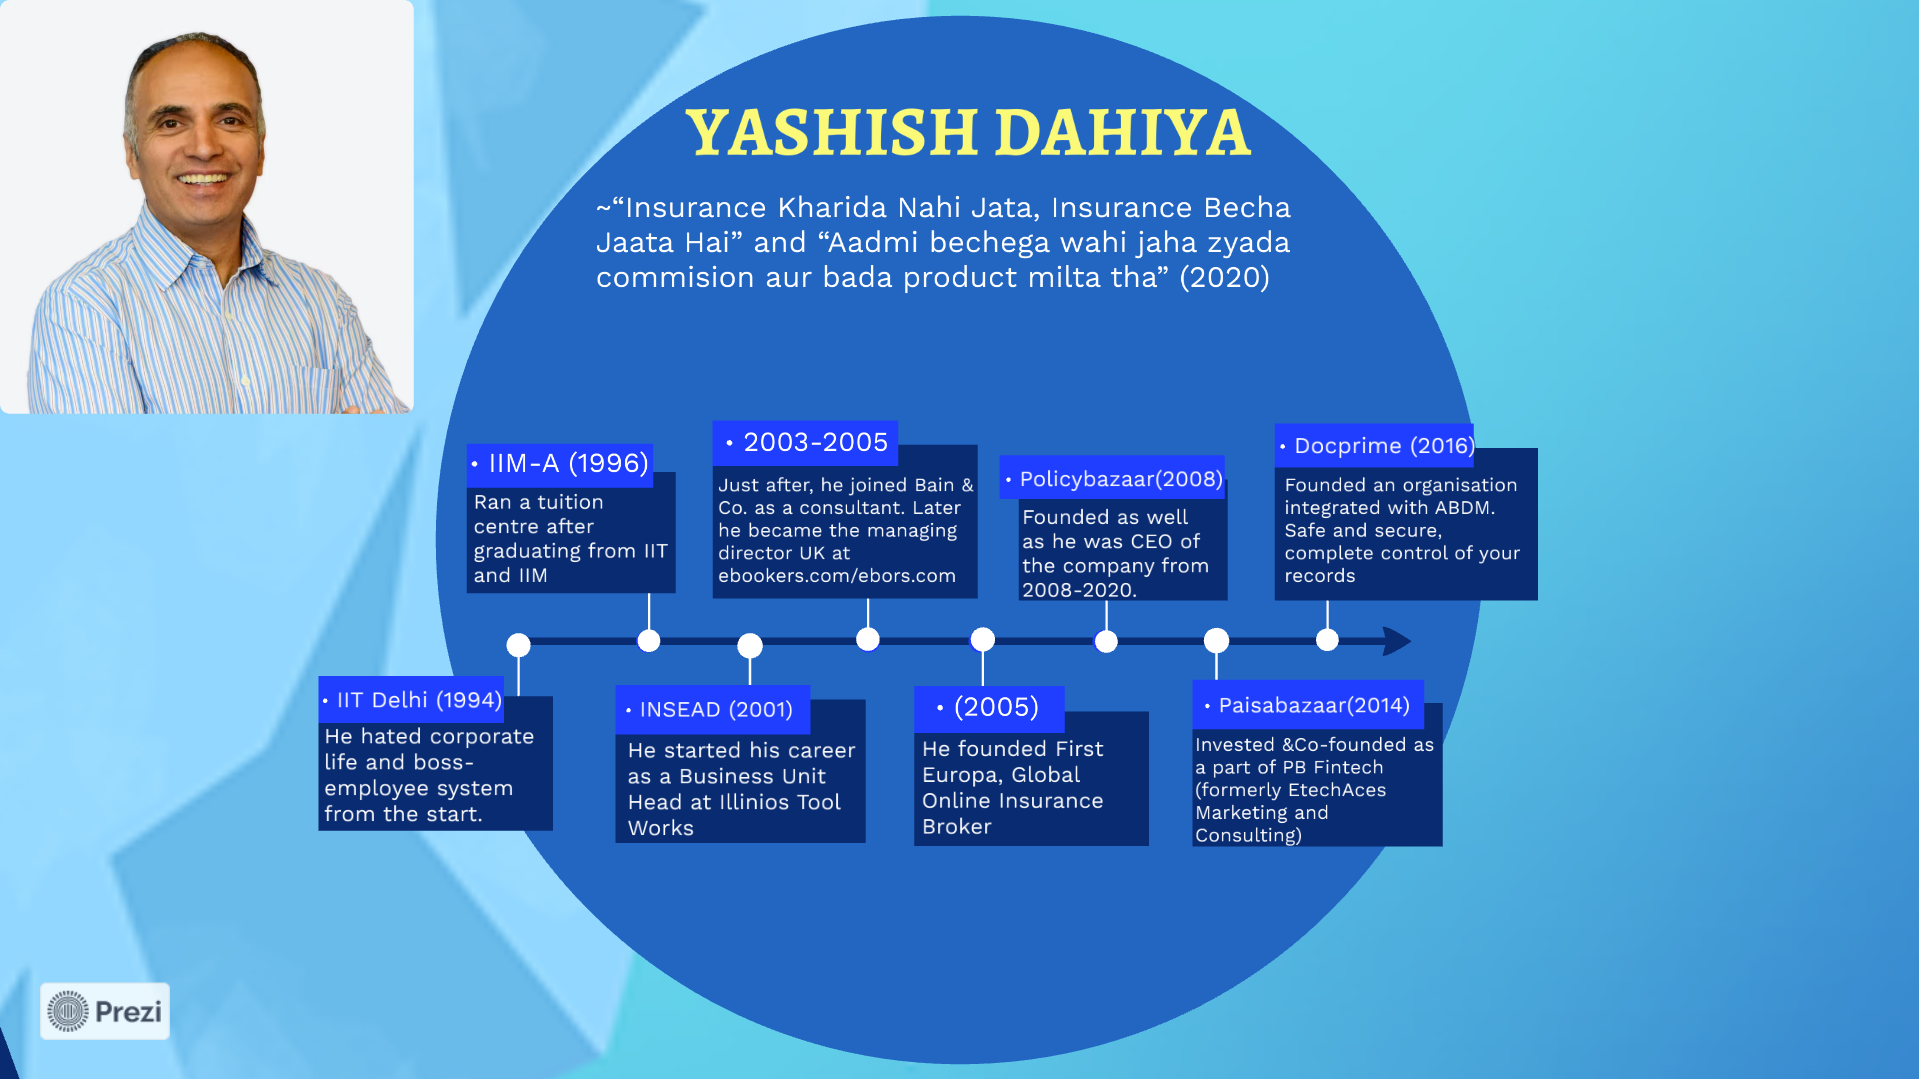 YASHISH DAHIYA
~“Insurance Kharida Nahi Jata, Insurance Becha
Jaata Hai” and “Aadmi bechega wahi jaha zyada
commision aur bada product milta tha” (2020)
• IIT Delhi (1994)
He hated corporate
life and boss-
employee system
from the start.
• IIM-A (1996)
Ran a tuition
centre after
graduating from IIT
and IIM
• INSEAD (2001)
He started his career
as a Business Unit
Head at Illinios Tool
Works
• 2003-2005
Just after, he joined Bain &
Co. as a consultant. Later
he became the managing
director UK at
ebookers.com/ebors.com
• (2005)
He founded First
Europa, Global
Online Insurance
Broker
• Policybazaar(2008)
Founded as well
as he was CEO of
the company from
2008-2020.
• Paisabazaar(2014)
Invested &Co-founded as
a part of PB Fintech
(formerly EtechAces
Marketing and
Consulting)
• Docprime (2016)
Founded an organisation
integrated with ABDM.
Safe and secure,
complete control of your
records
Prezi